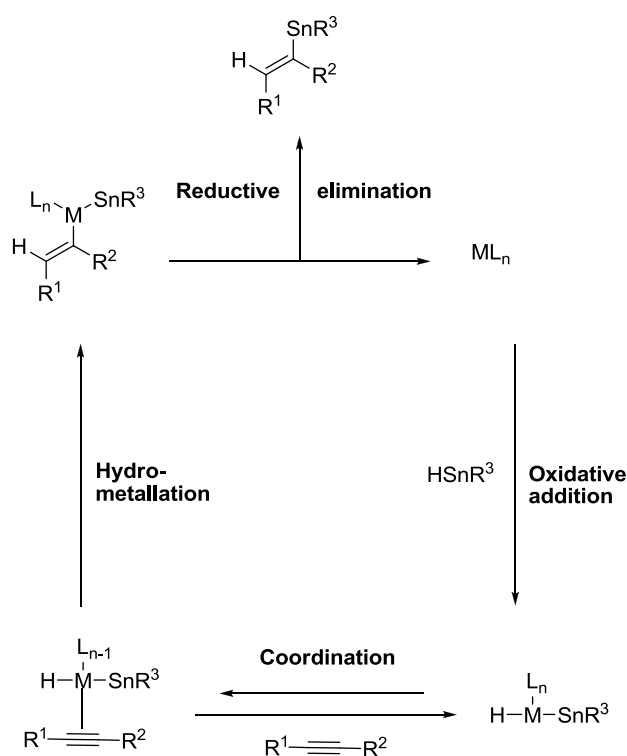 SnR³
H
R²
R¹
Reductive elimination
Lₙ
M
SnR³
H
R²
R¹
MLₙ
Hydro-
metallation
HSnR³
Oxidative
addition
Lₙ₋₁
H M SnR³
R¹ R²
Coordination
R¹ R²
Lₙ
H M SnR³